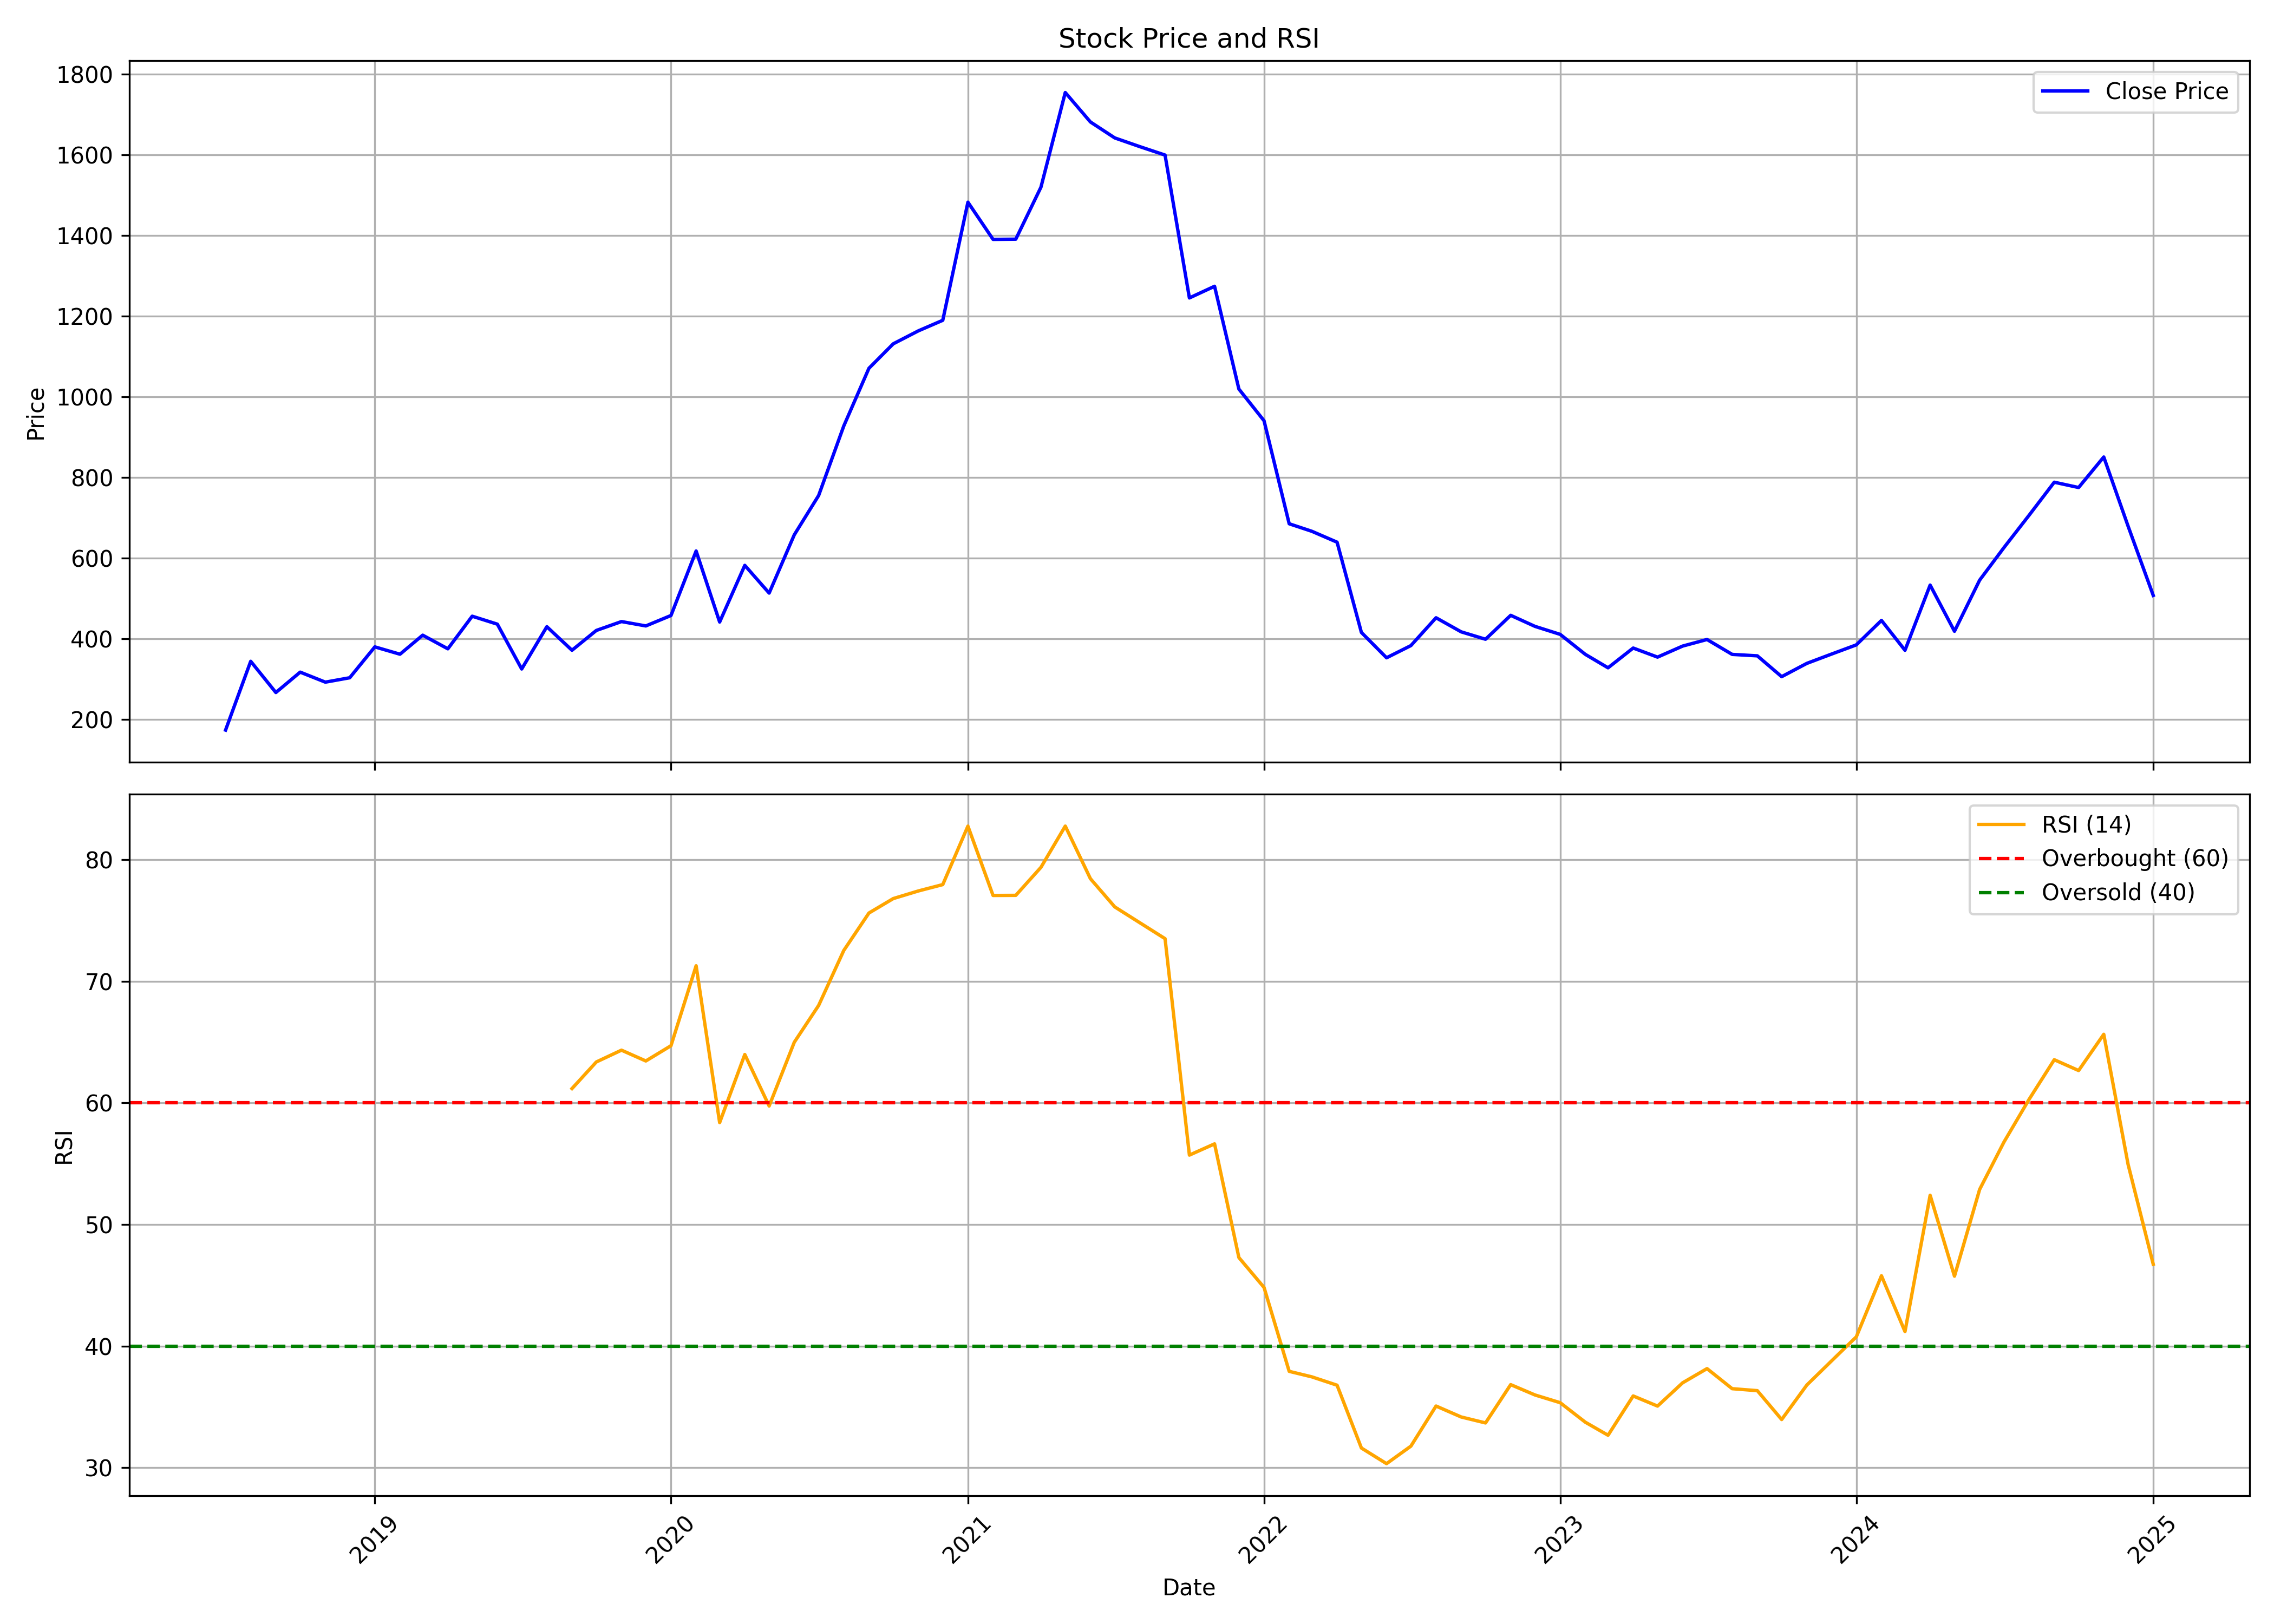 Stock Price and RSI
Close Price
Price
1800
1600
1400
1200
1000
800
600
400
200
RSI (14)
Overbought (60)
Oversold (40)
RSI
80
70
60
50
40
30
2019
2020
2021
2022
2023
2024
2025
Date